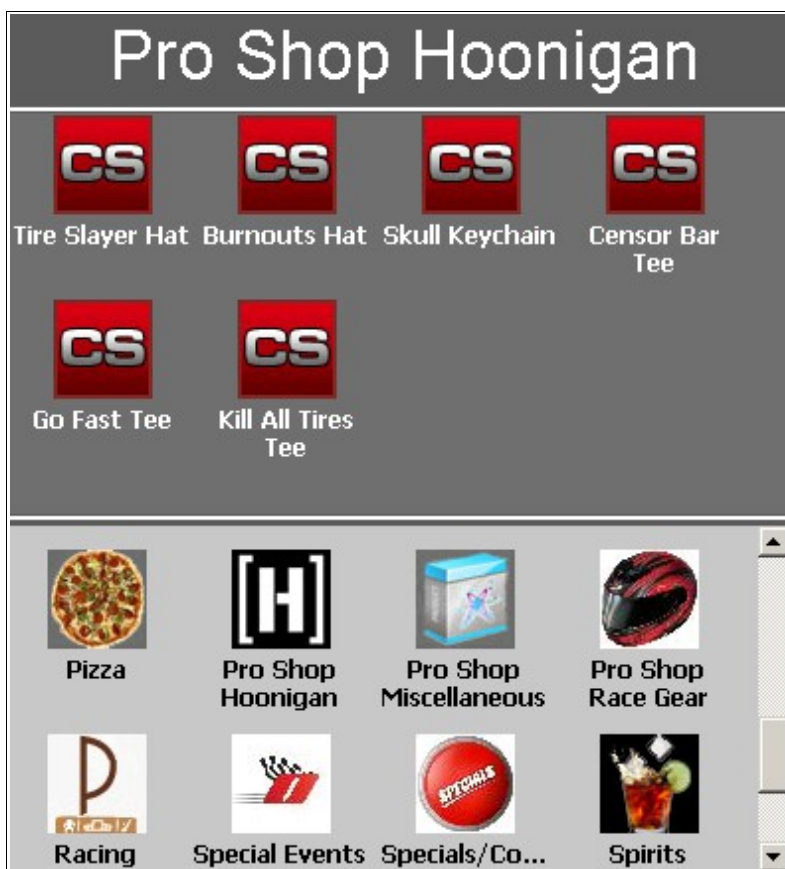 Pro Shop Hoonigan
CS CS CS CS
Tire Slayer Hat Burnouts Hat Skull Keychain Censor Bar
Tee
CS CS
Go Fast Tee Kill All Tires
Tee
[H]
Pizza Pro Shop Pro Shop Pro Shop
Hoonigan Miscellaneous Race Gear
P SPECIALS
Racing Special Events Specials/Co... Spirits